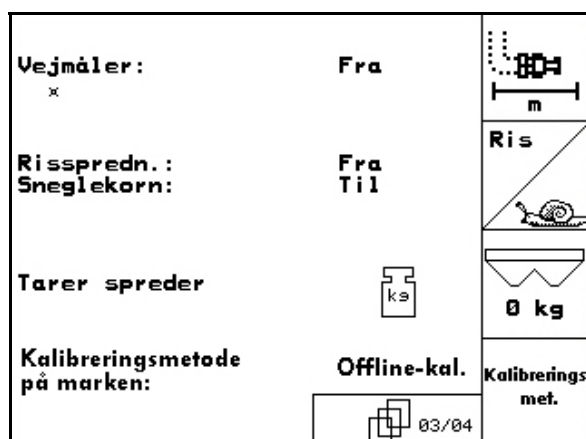 Vejmåler: Fra
×
m
Risspredn.: Fra
Sneglekorn: Til
Ris
Tarer spreder
kg
0 kg
Kalibreringsmetode
på marken:
Offline-kal.
Kalibrerings
met.
03/04